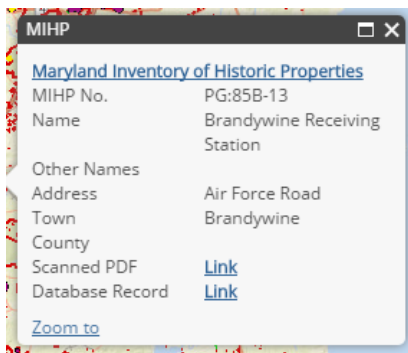 MIHP
Maryland Inventory of Historic Properties
MIHP No. PG:85B-13
Name Brandywine Receiving
Station
Other Names
Address Air Force Road
Town Brandywine
County
Scanned PDF Link
Database Record Link
Zoom to